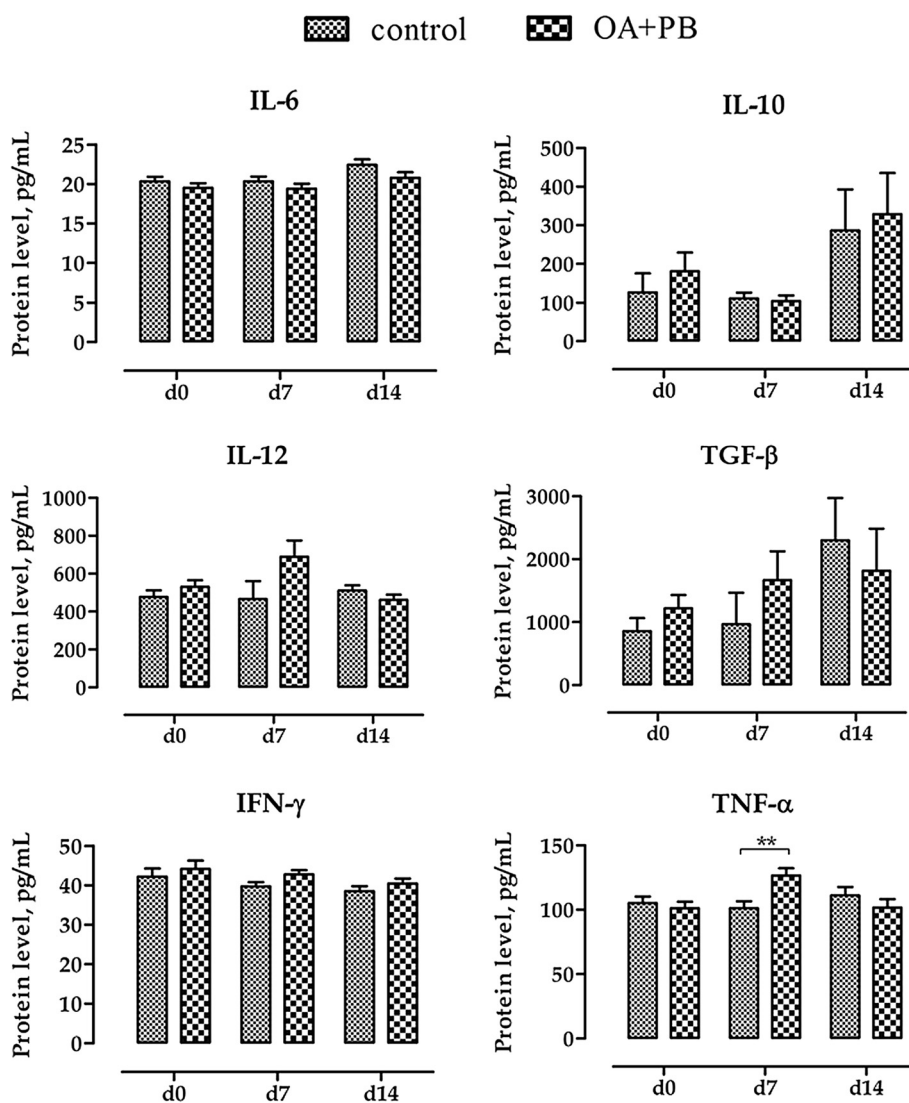 control OA+PB
IL-6
Protein level, pg/mL
25
20
15
10
5
0
d0 d7 d14
IL-10
Protein level, pg/mL
500
400
300
200
100
0
d0 d7 d14
IL-12
Protein level, pg/mL
1000
800
600
400
200
0
d0 d7 d14
TGF-β
Protein level, pg/mL
3000
2000
1000
0
d0 d7 d14
IFN-γ
Protein level, pg/mL
50
40
30
20
10
0
d0 d7 d14
TNF-α
Protein level, pg/mL
150
100
50
0
**
d0 d7 d14